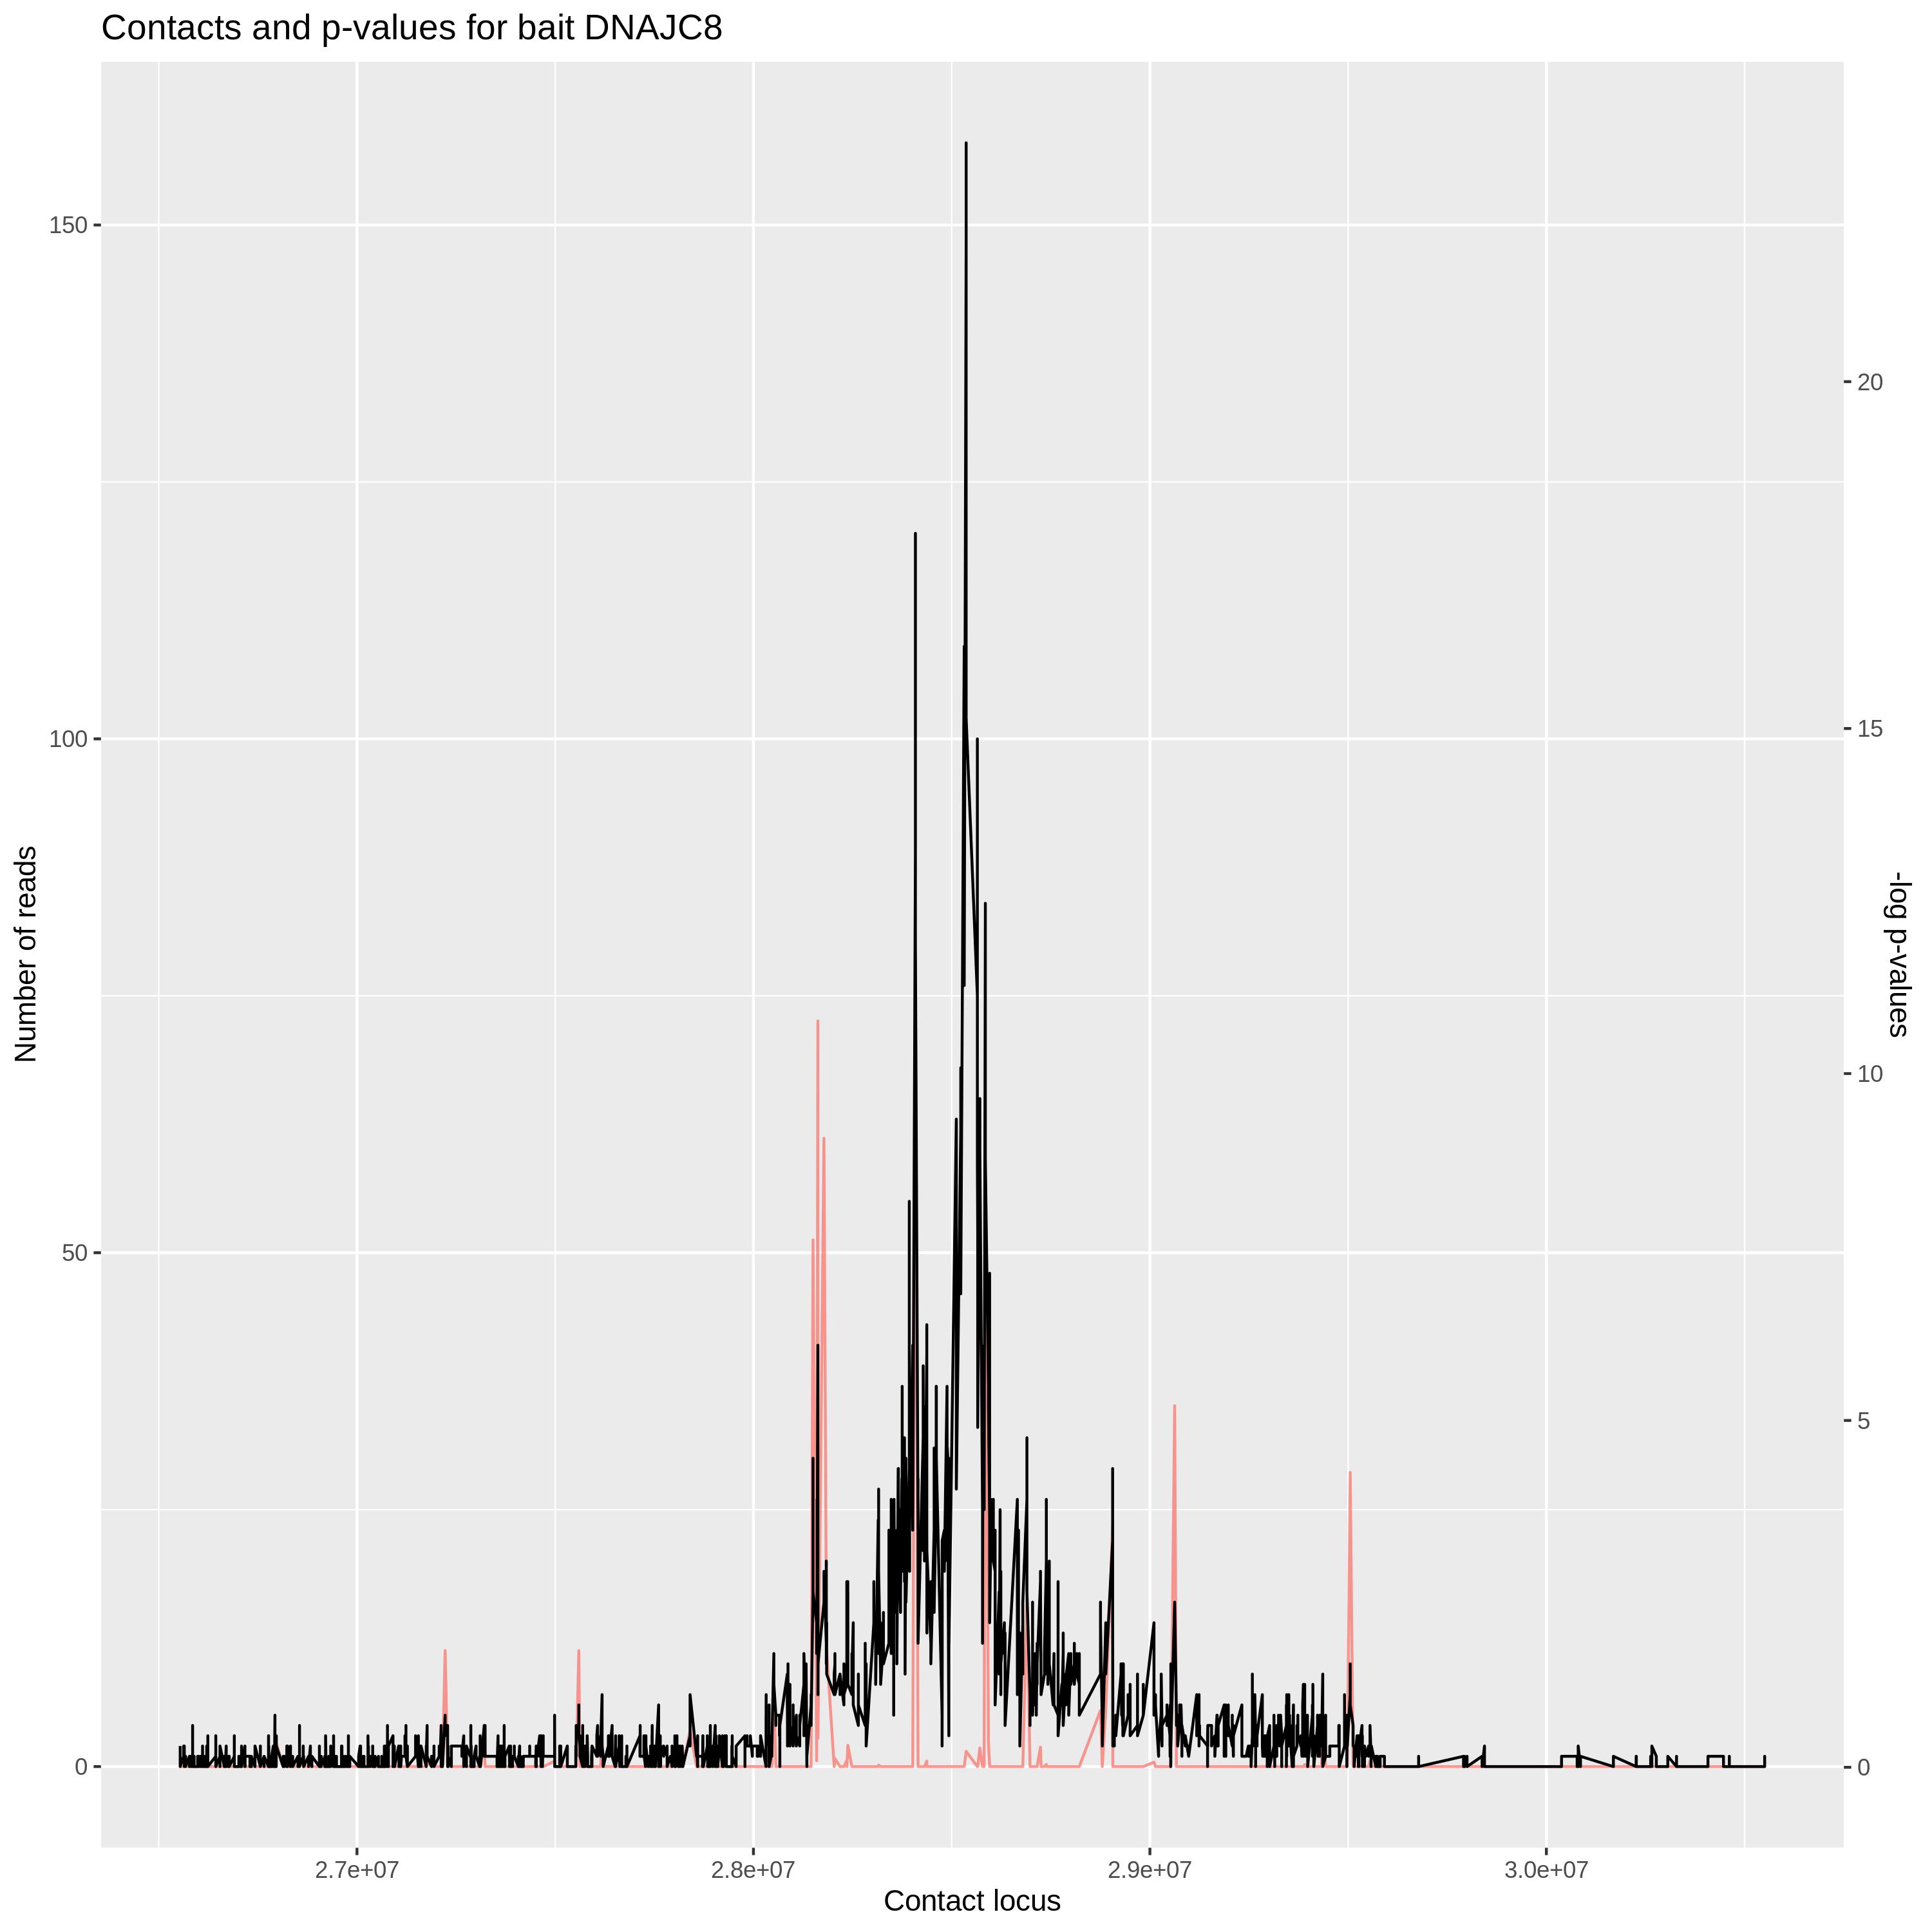 Contacts and p-values for bait DNAJC8
150
100
50
0
Number of reads
20
15
10
5
0
-log p-values
2.7e+07 2.8e+07 2.9e+07 3.0e+07
Contact locus